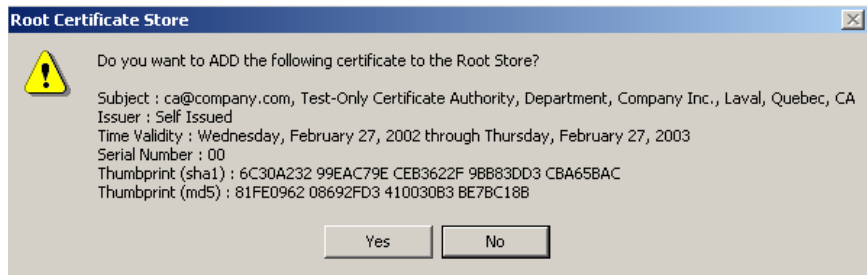 Root Certificate Store
Do you want to ADD the following certificate to the Root Store?
Subject : ca@company.com, Test-Only Certificate Authority, Department, Company Inc., Laval, Quebec, CA
Issuer : Self Issued
Time Validity : Wednesday, February 27, 2002 through Thursday, February 27, 2003
Serial Number : 00
Thumbprint (sha1) : 6C30A232 99EAC79E CEB3622F 9BB83DD3 CBA65BAC
Thumbprint (md5) : 81FE0962 08692FD3 410030B3 BE7BC18B
Yes No